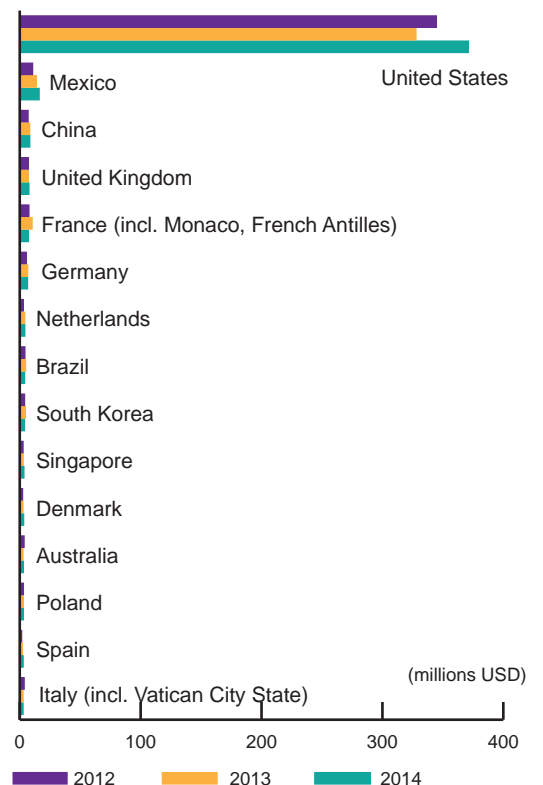 United States
Mexico
China
United Kingdom
France (incl. Monaco, French Antilles)
Germany
Netherlands
Brazil
South Korea
Singapore
Denmark
Australia
Poland
Spain
(millions USD)
Italy (incl. Vatican City State)
0 100 200 300 400
2012 2013 2014